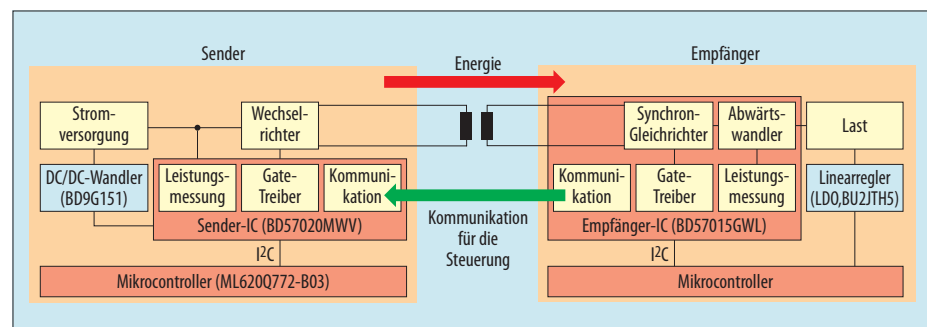 Sender
Energie
Empfänger
Strom-
versorgung
Wechsel-
richter
Synchron-
Gleichrichter
Abwärts-
wandler
Last
DC/DC-Wandler
(BD9G151)
Leistungs-
messung
Gate-
Treiber
Kommuni-
kation
Sender-IC (BD57020MWV)
Kommunikation
für die
Steuerung
Kommuni-
kation
Gate-
Treiber
Leistungs-
messung
Empfänger-IC (BD57015GWL)
Linearregler
(LDO,BU2JTH5)
I²C
I²C
Mikrocontroller (ML620Q772-B03)
Mikrocontroller